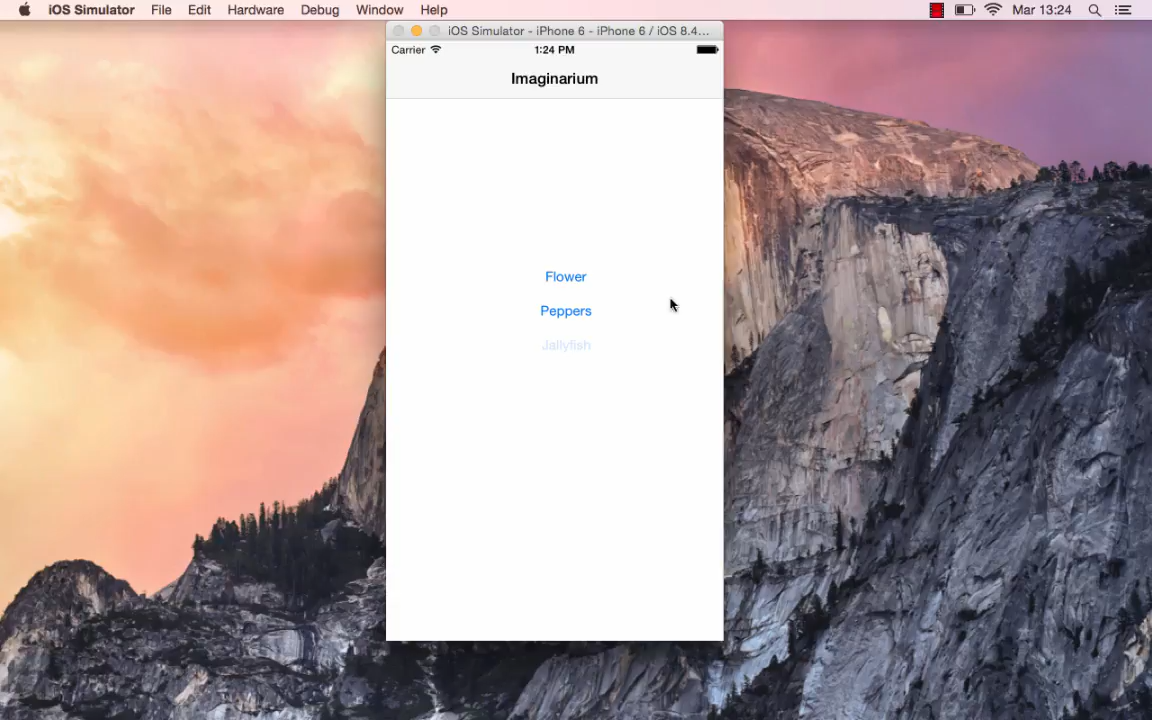 iOS Simulator File Edit Hardware Debug Window Help Mar 13:24
iOS Simulator - iPhone 6 - iPhone 6 / iOS 8.4...
Carrier 1:24 PM
Imaginarium
Flower
Peppers
Jallyfish